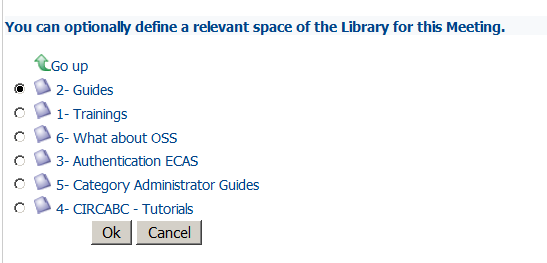 You can optionally define a relevant space of the Library for this Meeting.
Go up
2- Guides
1- Trainings
6- What about OSS
3- Authentication ECAS
5- Category Administrator Guides
4- CIRCABC - Tutorials
Ok Cancel